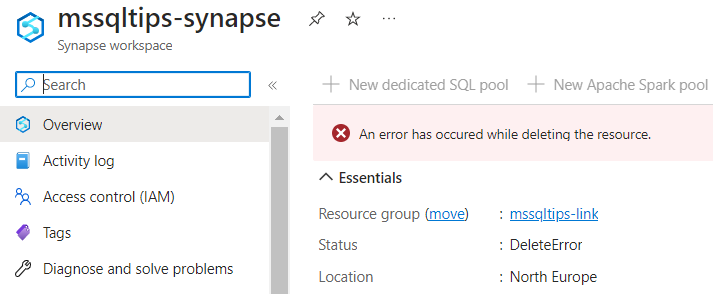 mssqltips-synapse
Synapse workspace
Search
New dedicated SQL pool New Apache Spark pool
Overview
An error has occured while deleting the resource.
Activity log
Essentials
Access control (IAM)
Resource group (move) : mssqltips-link
Tags
Status : DeleteError
Diagnose and solve problems
Location : North Europe